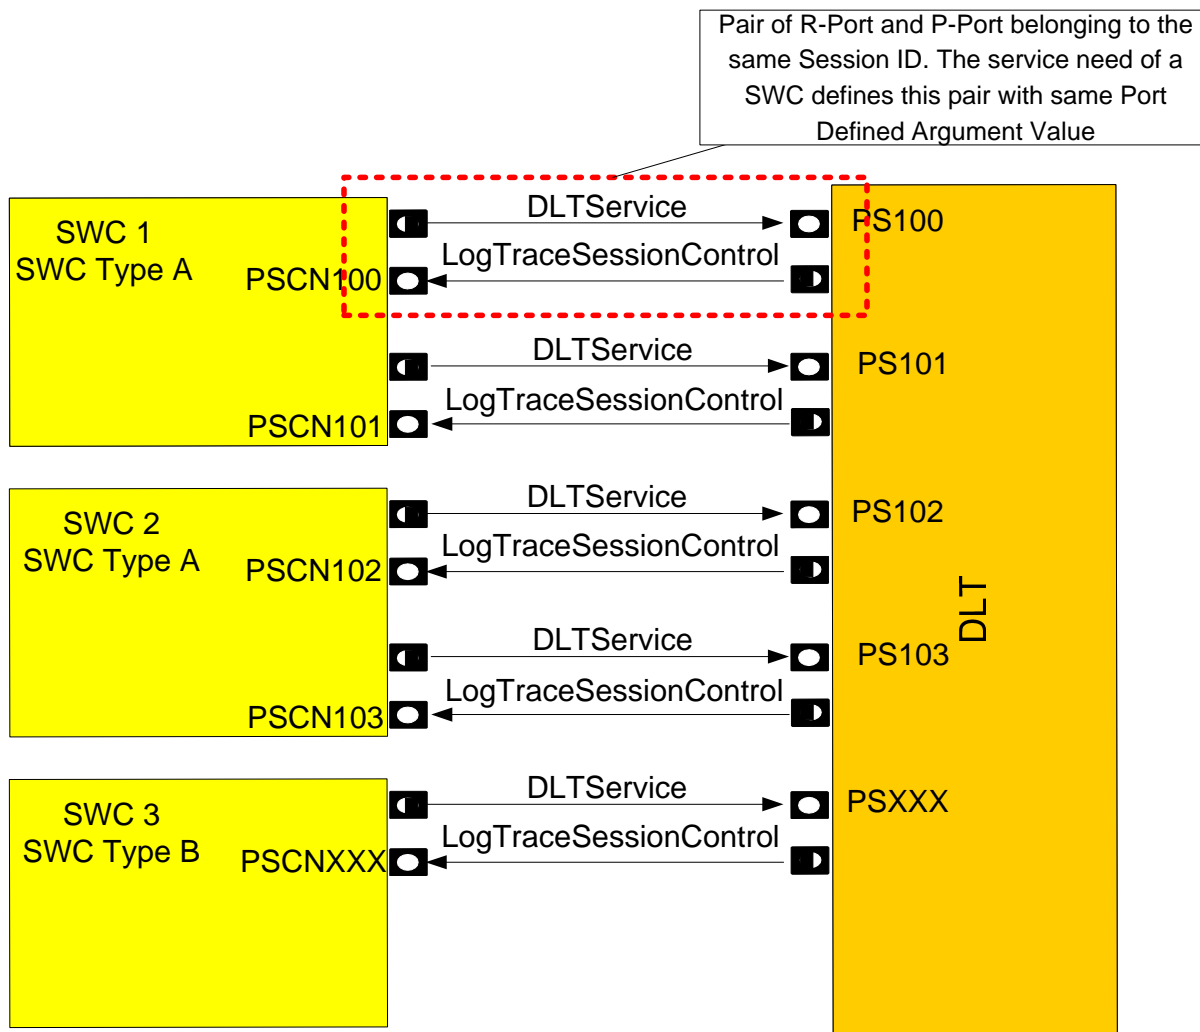 Pair of R-Port and P-Port belonging to the
same Session ID. The service need of a
SWC defines this pair with same Port
Defined Argument Value
SWC 1
SWC Type A
DLTService
PS100
LogTraceSessionControl
PSCN100
DLTService
PS101
LogTraceSessionControl
PSCN101
SWC 2
SWC Type A
DLTService
PS102
LogTraceSessionControl
PSCN102
DLT
DLTService
PS103
LogTraceSessionControl
PSCN103
SWC 3
SWC Type B
DLTService
PSXXX
LogTraceSessionControl
PSCNXXX